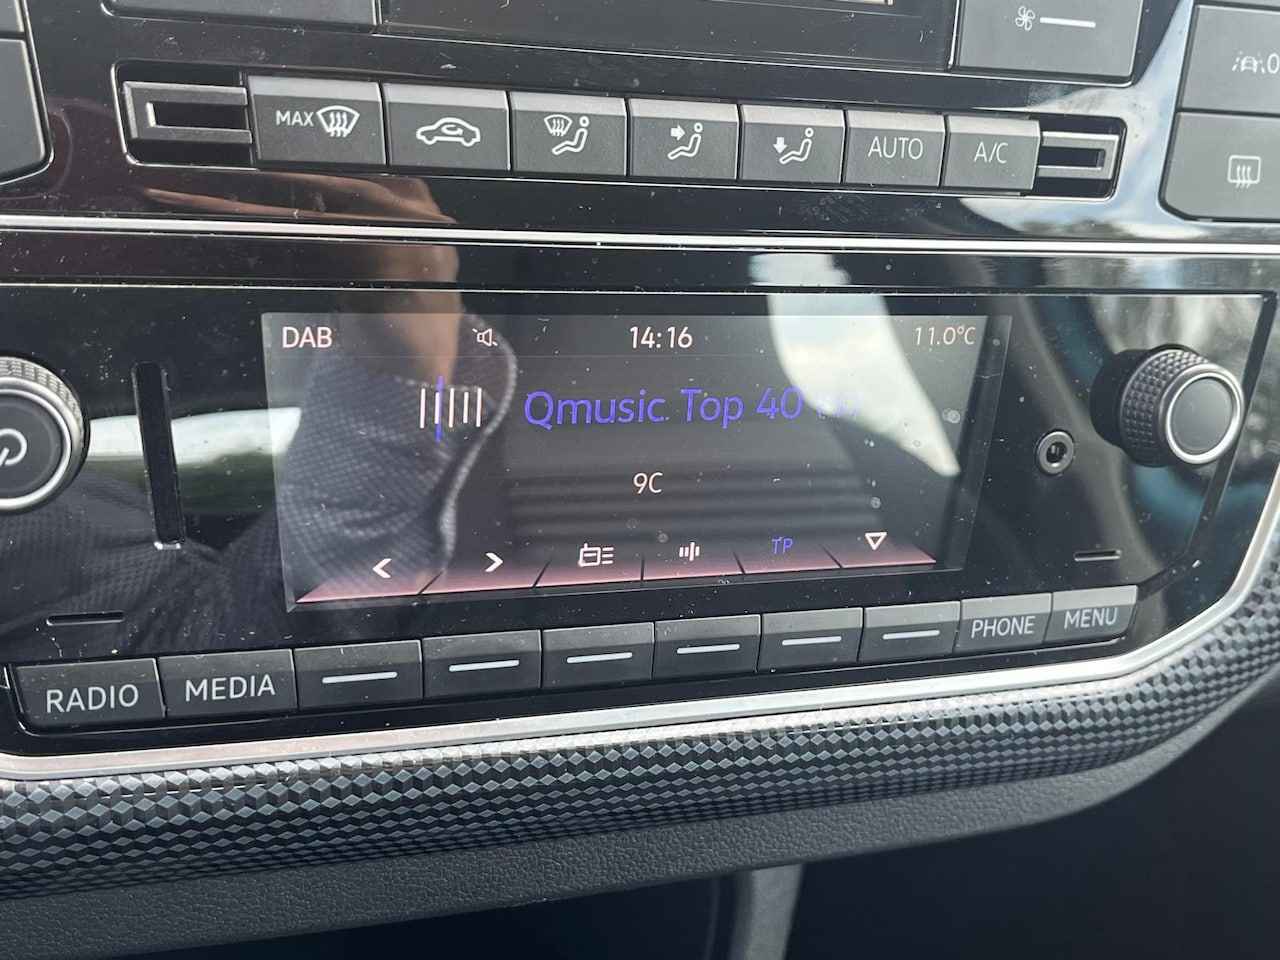 MAX
AUTO
A/C
DAB 14:16 11.0°C
Qmusic Top 40
9C
TP
RADIO MEDIA PHONE MENU